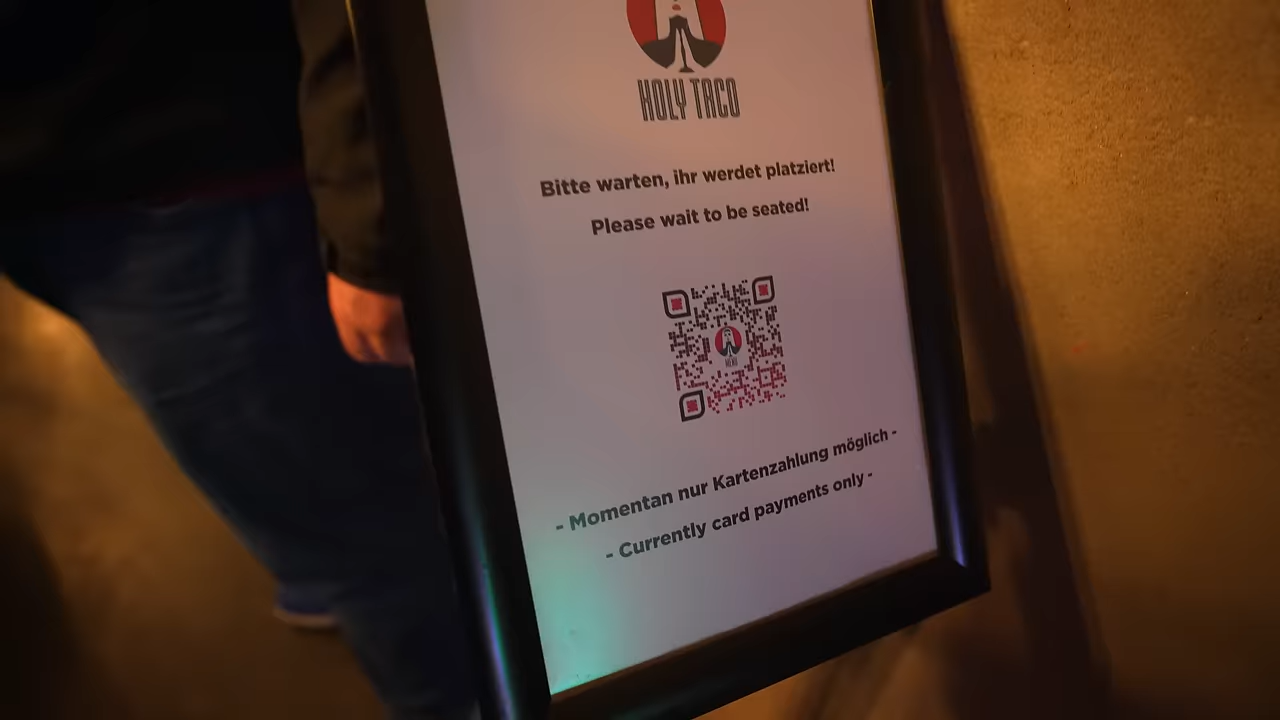 HOLY TACO
Bitte warten, ihr werdet platziert!
Please wait to be seated!
- Momentan nur Kartenzahlung möglich -
- Currently card payments only -